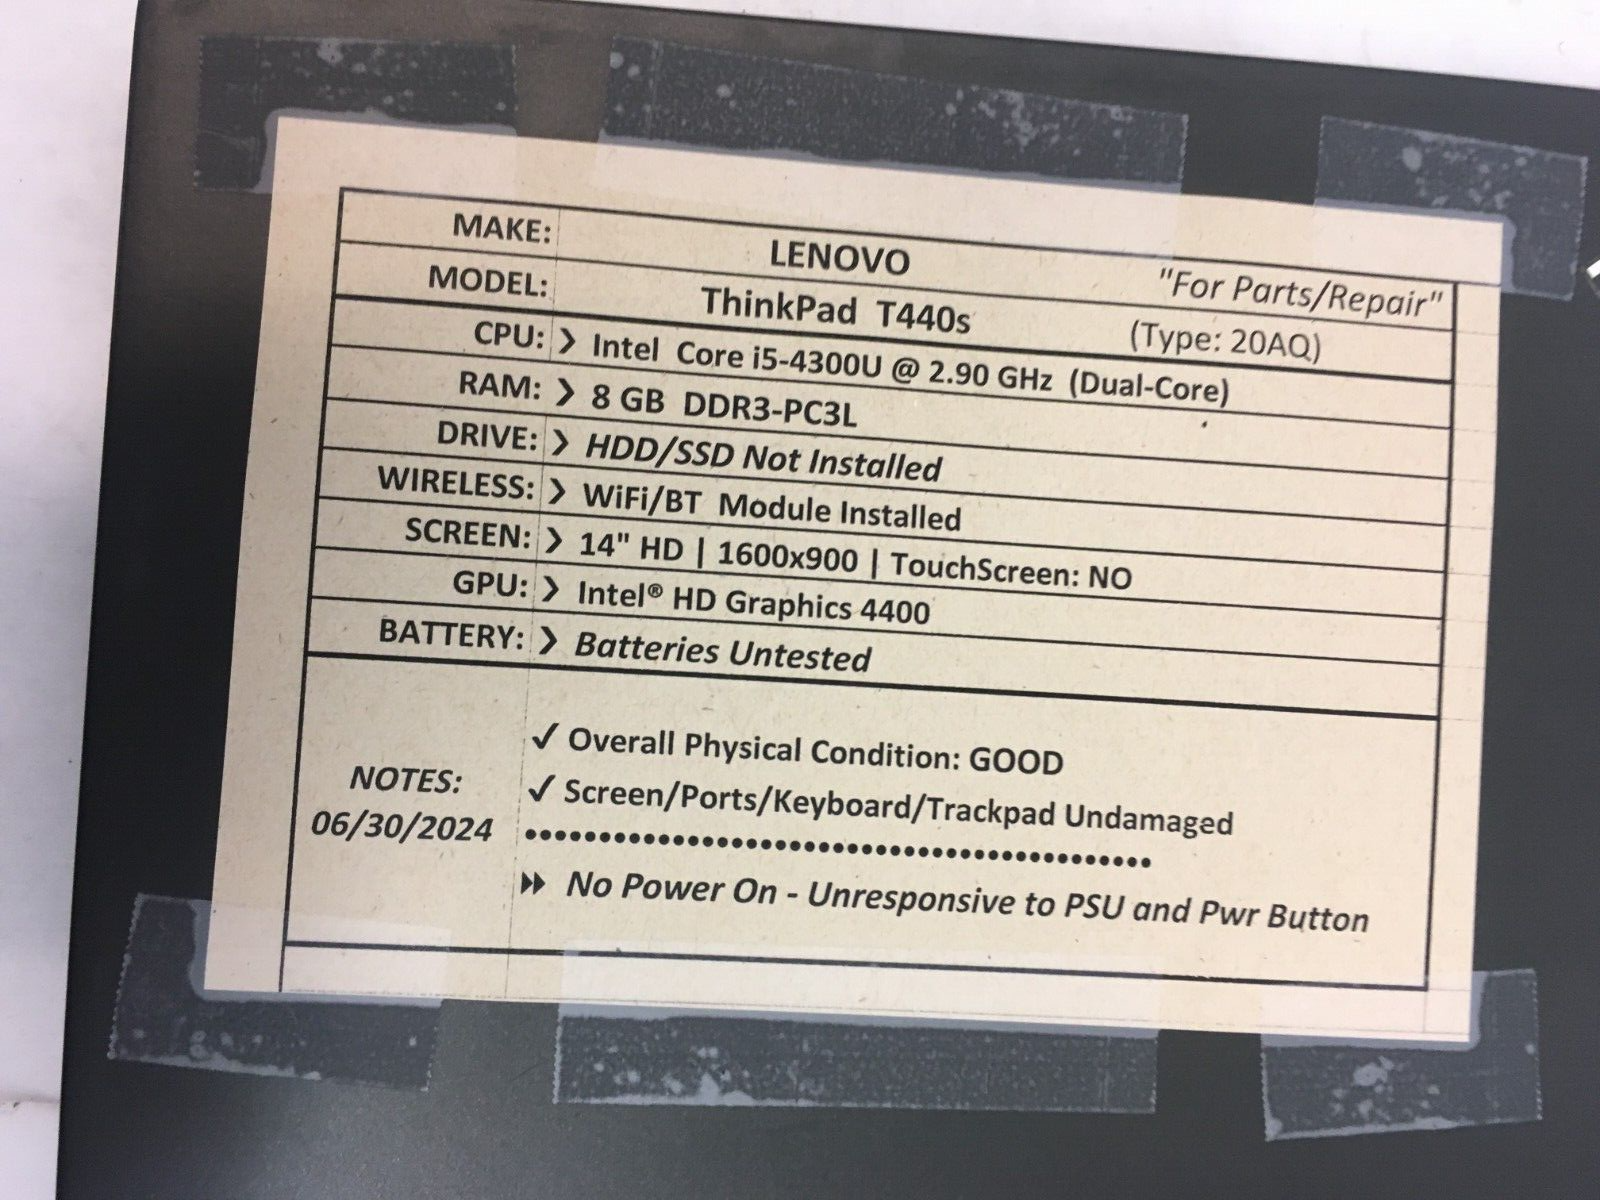 MAKE: LENOVO "For Parts/Repair"
MODEL: ThinkPad T440s (Type: 20AQ)
CPU: ❯ Intel Core i5-4300U @ 2.90 GHz (Dual-Core)
RAM: ❯ 8 GB DDR3-PC3L
DRIVE: ❯ HDD/SSD Not Installed
WIRELESS: ❯ WiFi/BT Module Installed
SCREEN: ❯ 14" HD | 1600x900 | TouchScreen: NO
GPU: ❯ Intel® HD Graphics 4400
BATTERY: ❯ Batteries Untested
NOTES:
06/30/2024
✓ Overall Physical Condition: GOOD
✓ Screen/Ports/Keyboard/Trackpad Undamaged
••••••••••••••••••••••••••••••••••••••••••
▸▸ No Power On - Unresponsive to PSU and Pwr Button